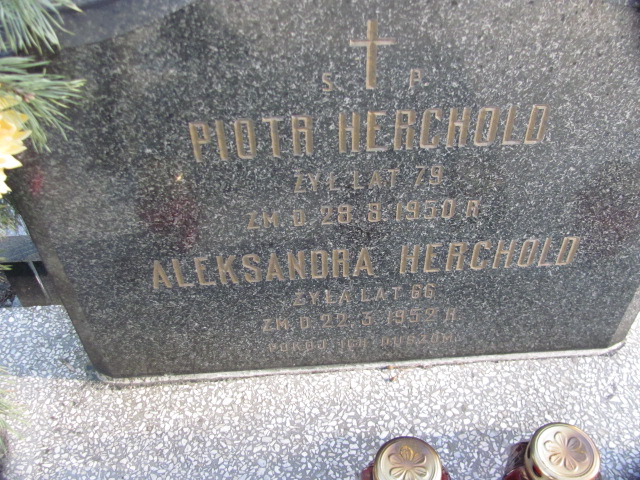 S P
PIOTR HERCHOLD
ŻYŁ LAT 79
ZM. D. 28.8.1950 R.
ALEKSANDRA HERCHOLD
ŻYŁA LAT 66
ZM. D. 22.3.1952 R.
POKÓJ ICH DUSZOM